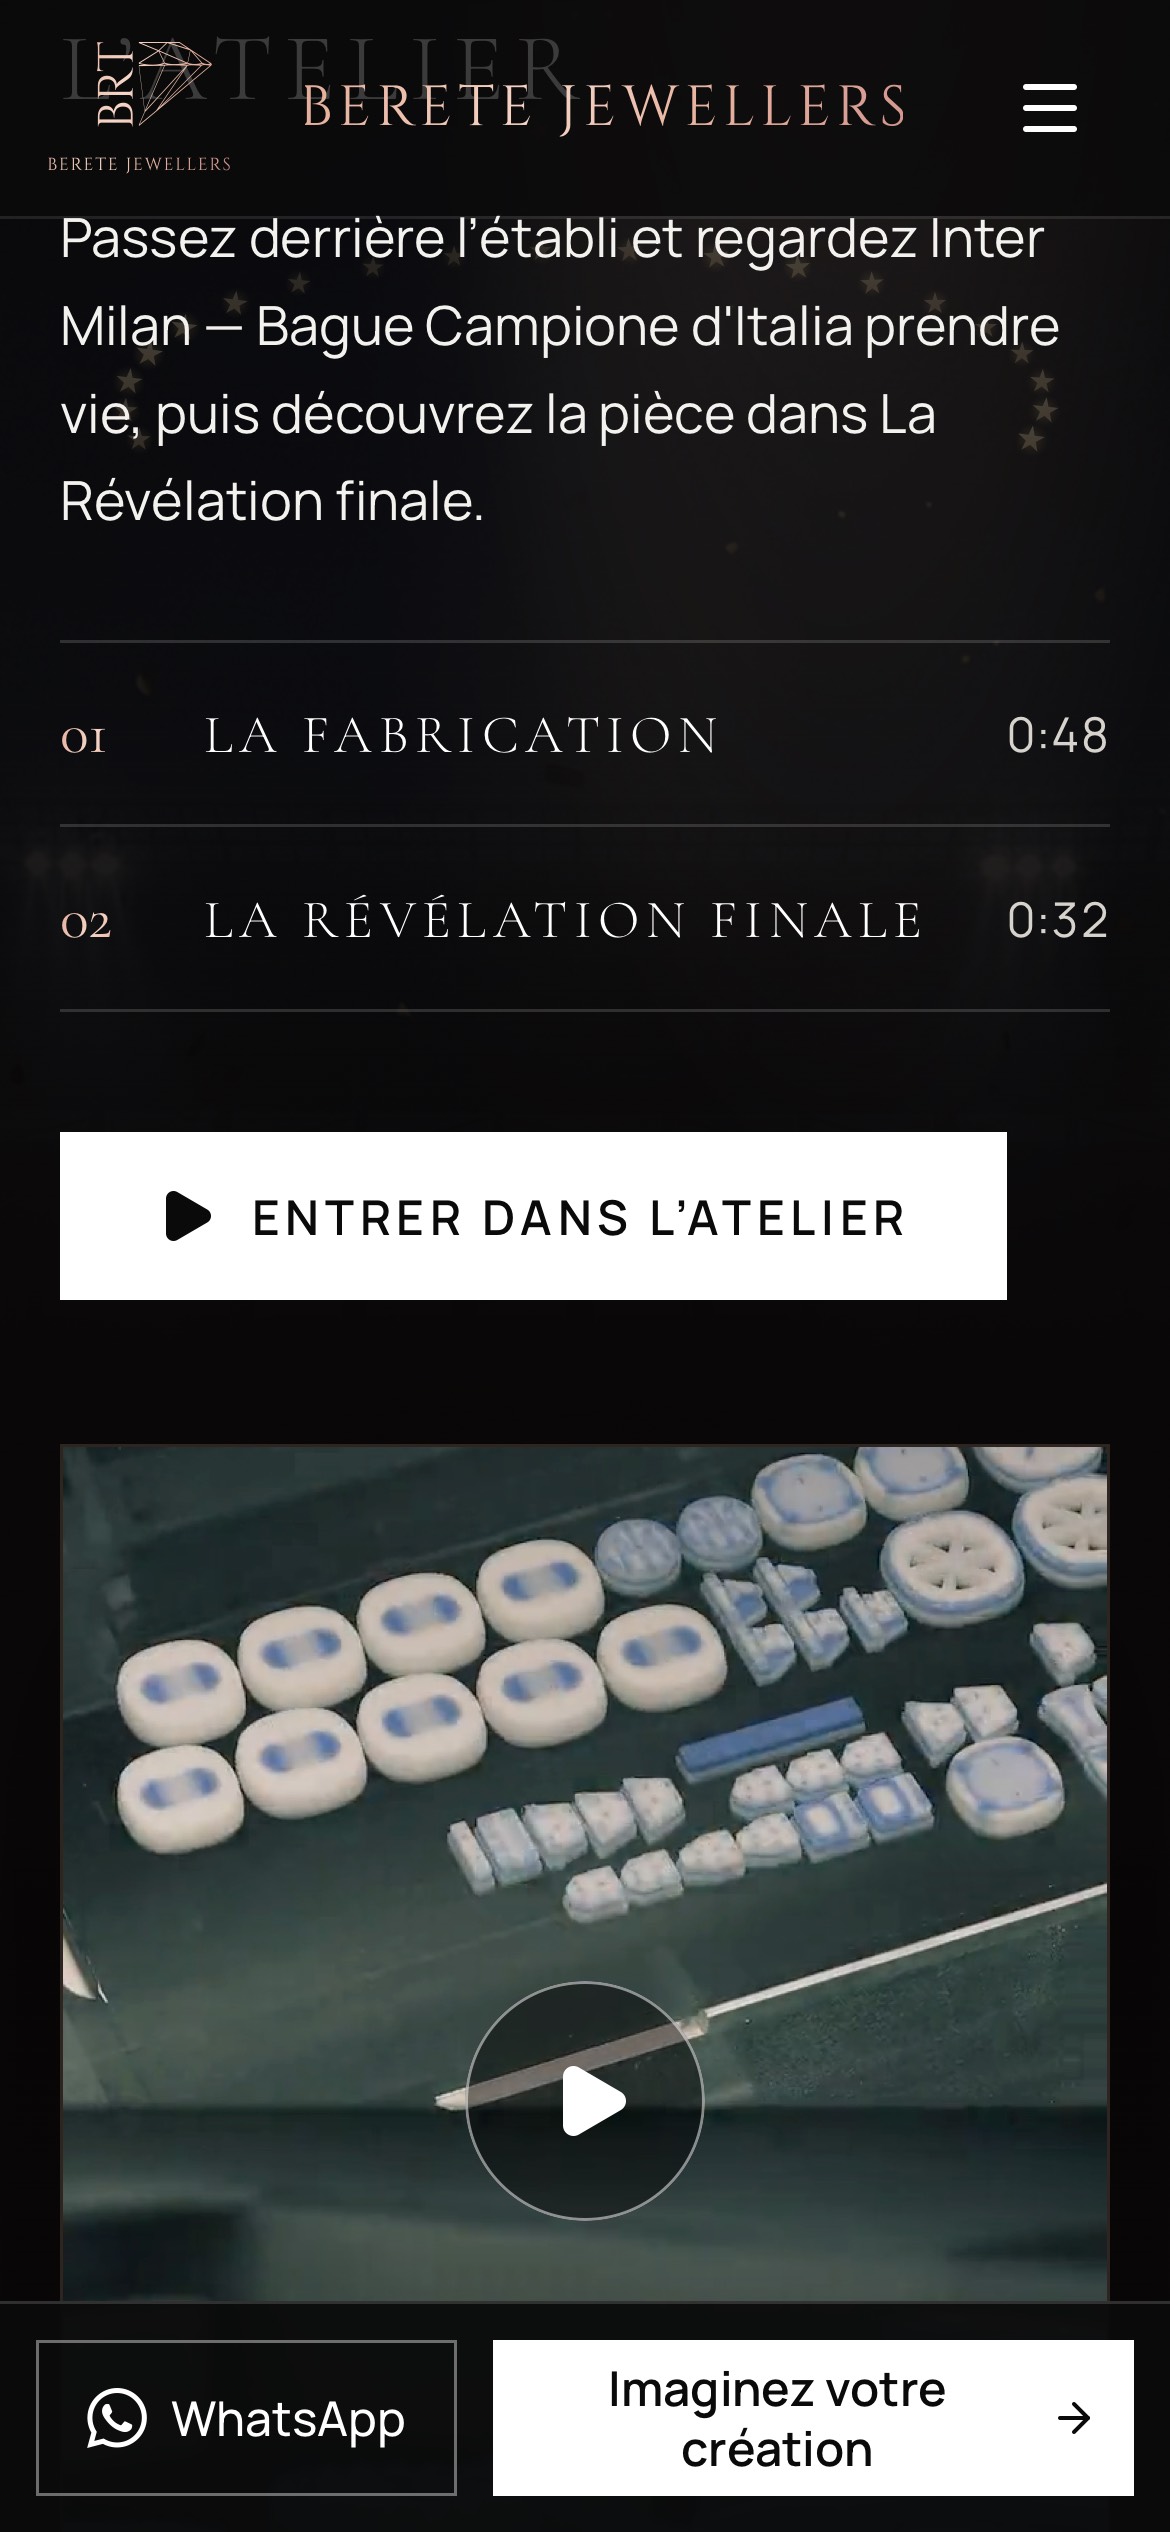 L'ATELIER
BRT
BERETE JEWELLERS
BERETE JEWELLERS
Passez derrière l’établi et regardez Inter
Milan — Bague Campione d'Italia prendre
vie, puis découvrez la pièce dans La
Révélation finale.
01 LA FABRICATION 0:48
02 LA RÉVÉLATION FINALE 0:32
ENTRER DANS L’ATELIER
WhatsApp
Imaginez votre
création